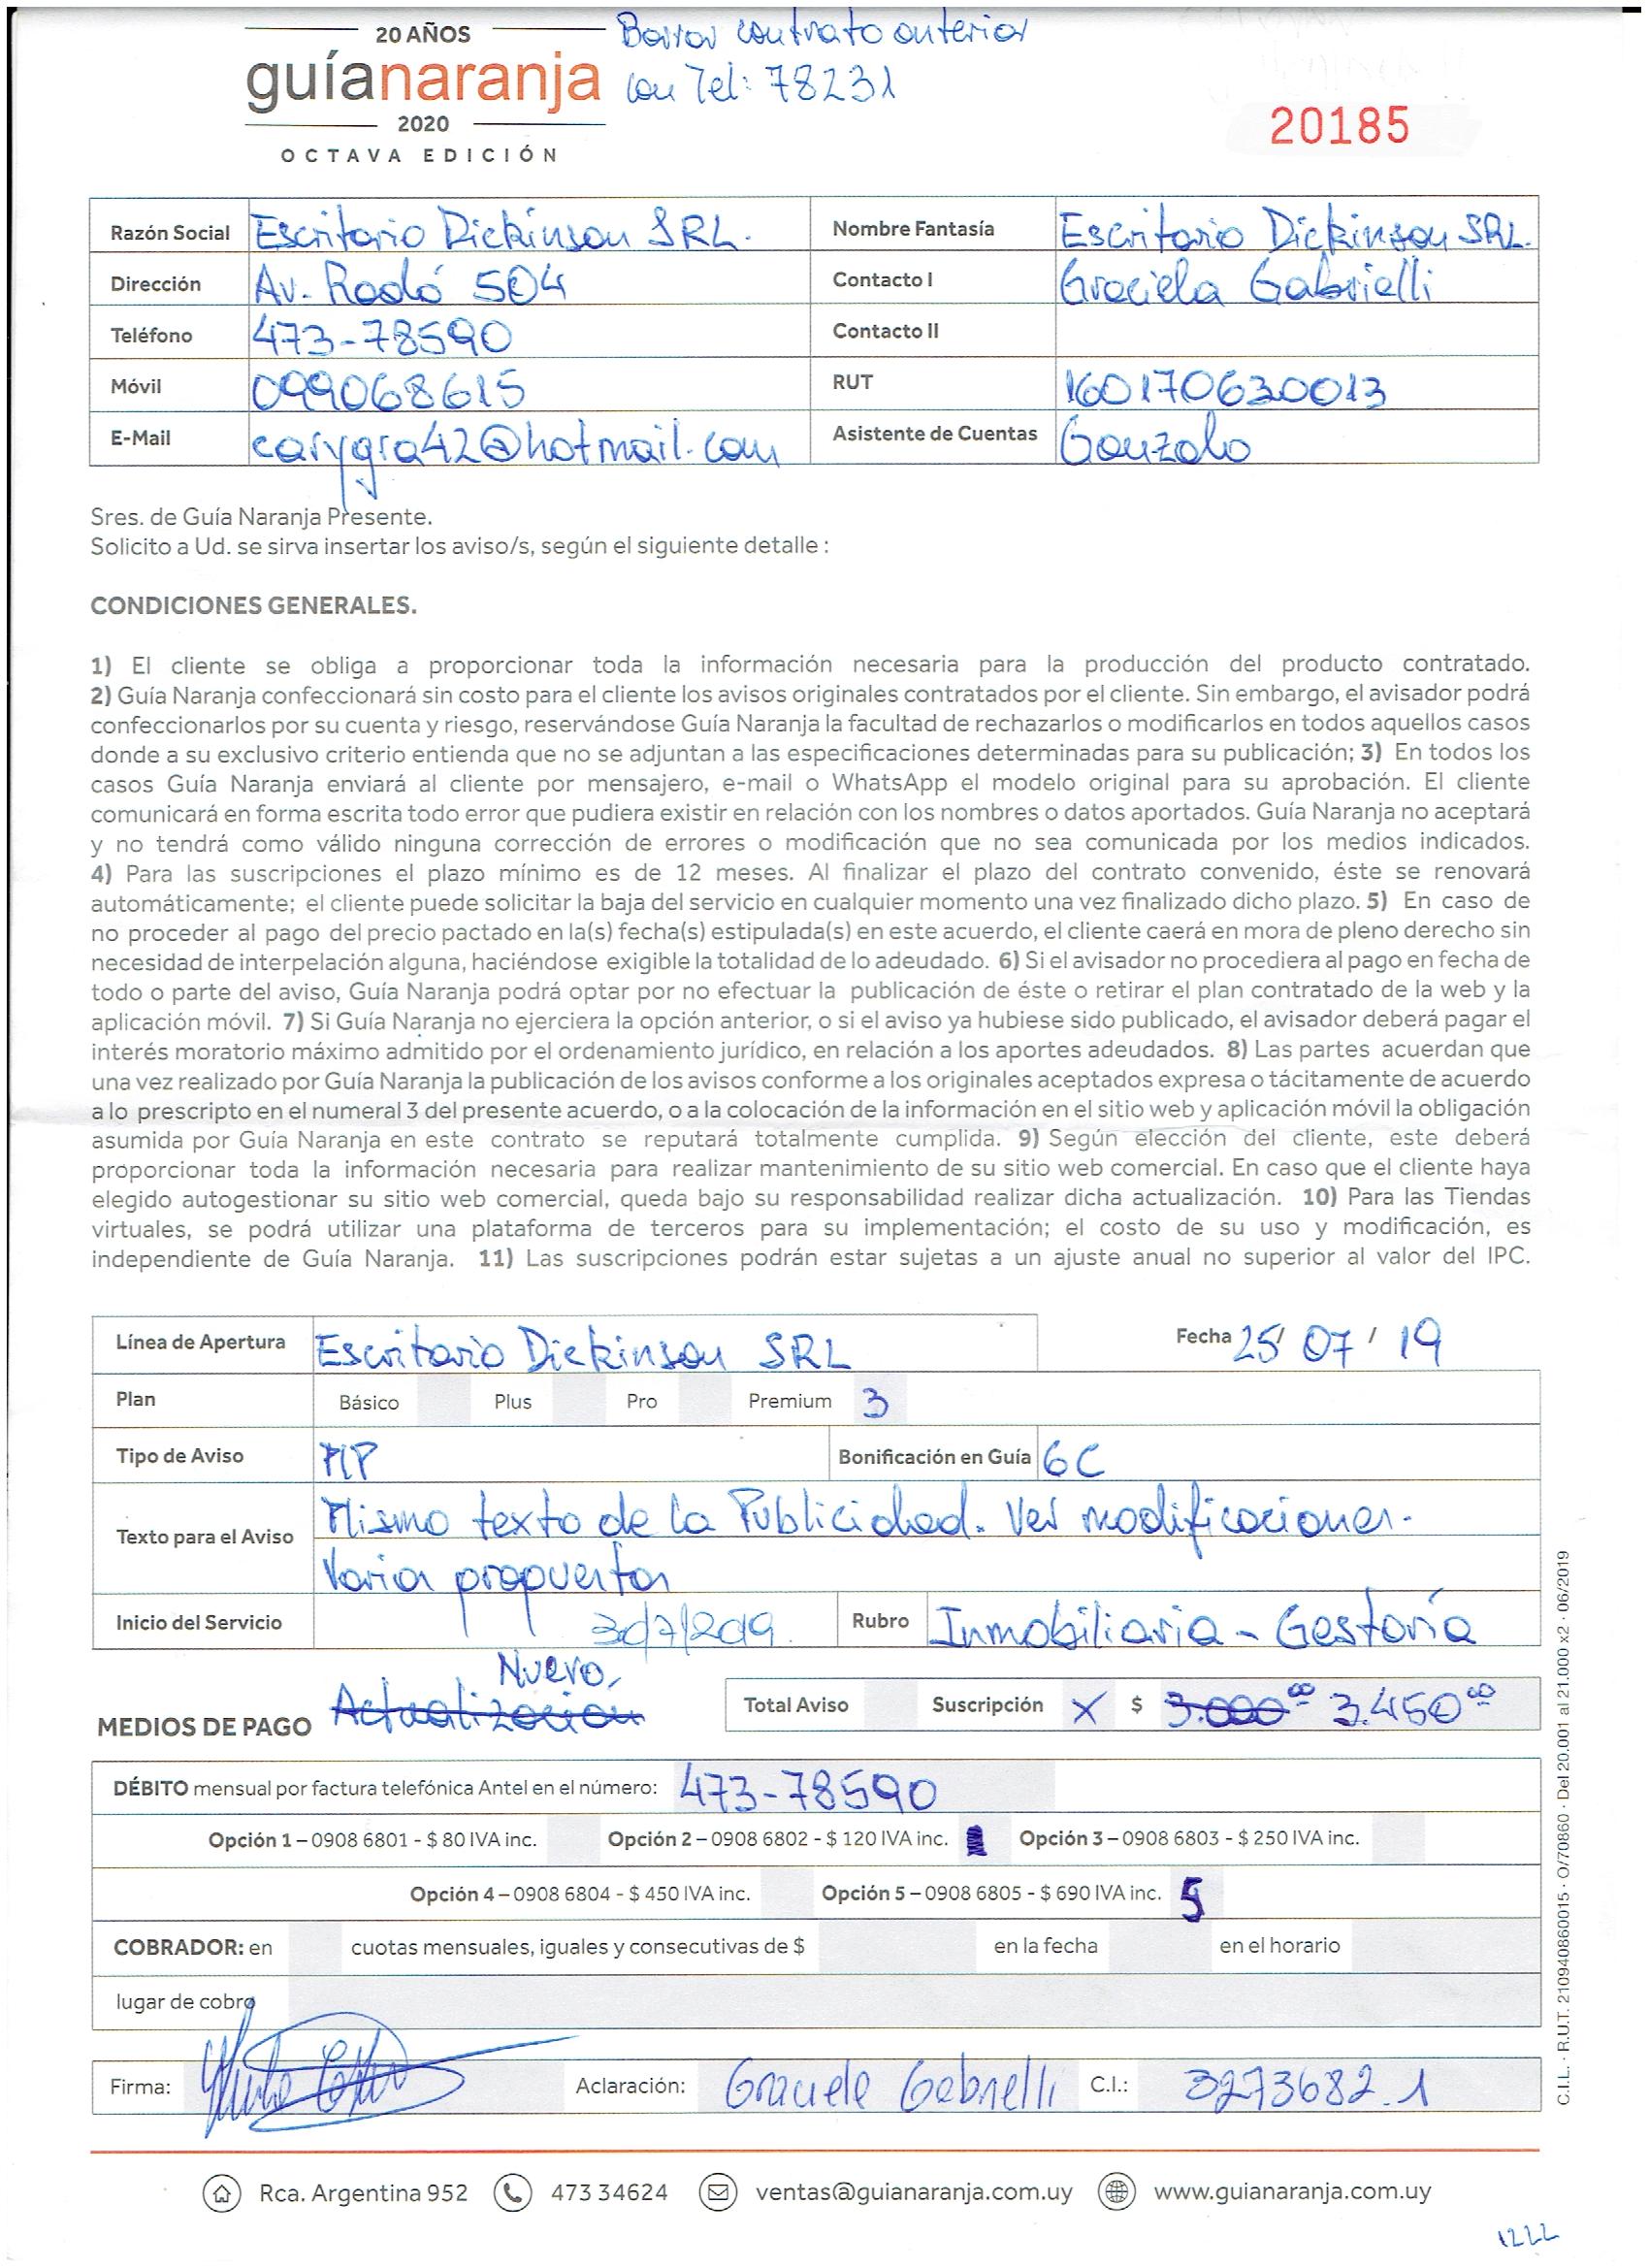 20 AÑOS
guíanaranja
2020
OCTAVA EDICIÓN
Borrar contrato anterior
con Tel: 78231
20185
Razón Social Escritorio Dickinson SRL. Nombre Fantasía Escritorio Dickinson SRL.
Dirección Av. Rodó 504 Contacto I Graciela Gabrielli
Teléfono 473-78590 Contacto II
Móvil 099068615 RUT 160170630013
E-Mail carygra42@hotmail.com Asistente de Cuentas Gonzalo
Sres. de Guía Naranja Presente.
Solicito a Ud. se sirva insertar los aviso/s, según el siguiente detalle :
CONDICIONES GENERALES.
1) El cliente se obliga a proporcionar toda la información necesaria para la producción del producto contratado.
2) Guía Naranja confeccionará sin costo para el cliente los avisos originales contratados por el cliente. Sin embargo, el avisador podrá
confeccionarlos por su cuenta y riesgo, reservándose Guía Naranja la facultad de rechazarlos o modificarlos en todos aquellos casos
donde a su exclusivo criterio entienda que no se adjuntan a las especificaciones determinadas para su publicación; 3) En todos los
casos Guía Naranja enviará al cliente por mensajero, e-mail o WhatsApp el modelo original para su aprobación. El cliente
comunicará en forma escrita todo error que pudiera existir en relación con los nombres o datos aportados. Guía Naranja no aceptará
y no tendrá como válido ninguna corrección de errores o modificación que no sea comunicada por los medios indicados.
4) Para las suscripciones el plazo mínimo es de 12 meses. Al finalizar el plazo del contrato convenido, éste se renovará
automáticamente; el cliente puede solicitar la baja del servicio en cualquier momento una vez finalizado dicho plazo. 5) En caso de
no proceder al pago del precio pactado en la(s) fecha(s) estipulada(s) en este acuerdo, el cliente caerá en mora de pleno derecho sin
necesidad de interpelación alguna, haciéndose exigible la totalidad de lo adeudado. 6) Si el avisador no procediera al pago en fecha de
todo o parte del aviso, Guía Naranja podrá optar por no efectuar la publicación de éste o retirar el plan contratado de la web y la
aplicación móvil. 7) Si Guía Naranja no ejerciera la opción anterior, o si el aviso ya hubiese sido publicado, el avisador deberá pagar el
interés moratorio máximo admitido por el ordenamiento jurídico, en relación a los aportes adeudados. 8) Las partes acuerdan que
una vez realizado por Guía Naranja la publicación de los avisos conforme a los originales aceptados expresa o tácitamente de acuerdo
a lo prescripto en el numeral 3 del presente acuerdo, o a la colocación de la información en el sitio web y aplicación móvil la obligación
asumida por Guía Naranja en este contrato se reputará totalmente cumplida. 9) Según elección del cliente, este deberá
proporcionar toda la información necesaria para realizar mantenimiento de su sitio web comercial. En caso que el cliente haya
elegido autogestionar su sitio web comercial, queda bajo su responsabilidad realizar dicha actualización. 10) Para las Tiendas
virtuales, se podrá utilizar una plataforma de terceros para su implementación; el costo de su uso y modificación, es
independiente de Guía Naranja. 11) Las suscripciones podrán estar sujetas a un ajuste anual no superior al valor del IPC.
Línea de Apertura Escritorio Dickinson SRL Fecha 25/ 07 / 19
Plan Básico Plus Pro Premium 3
Tipo de Aviso MP Bonificación en Guía 6C
Texto para el Aviso Mismo texto de la Publicidad. Ver modificaciones.
Varias propuestas
Inicio del Servicio 30/7/2019. Rubro Inmobiliaria - Gestoría
Nuevo,
MEDIOS DE PAGO Actualizacion Total Aviso Suscripción X $ 3.000 00 3.450 00
DÉBITO mensual por factura telefónica Antel en el número: 473-78590
Opción 1 – 0908 6801 - $ 80 IVA inc. Opción 2 – 0908 6802 - $ 120 IVA inc. Opción 3 – 0908 6803 - $ 250 IVA inc.
Opción 4 – 0908 6804 - $ 450 IVA inc. Opción 5 – 0908 6805 - $ 690 IVA inc. 5
COBRADOR: en cuotas mensuales, iguales y consecutivas de $ en la fecha en el horario
lugar de cobro
Firma: Aclaración: Graciela Gabrielli C.I.: 3273682.1
C.I.L. · R.U.T. 210940860015 · O/70860 · Del 20.001 al 21.000 x2 · 06/2019
Rca. Argentina 952 473 34624 ventas@guianaranja.com.uy www.guianaranja.com.uy